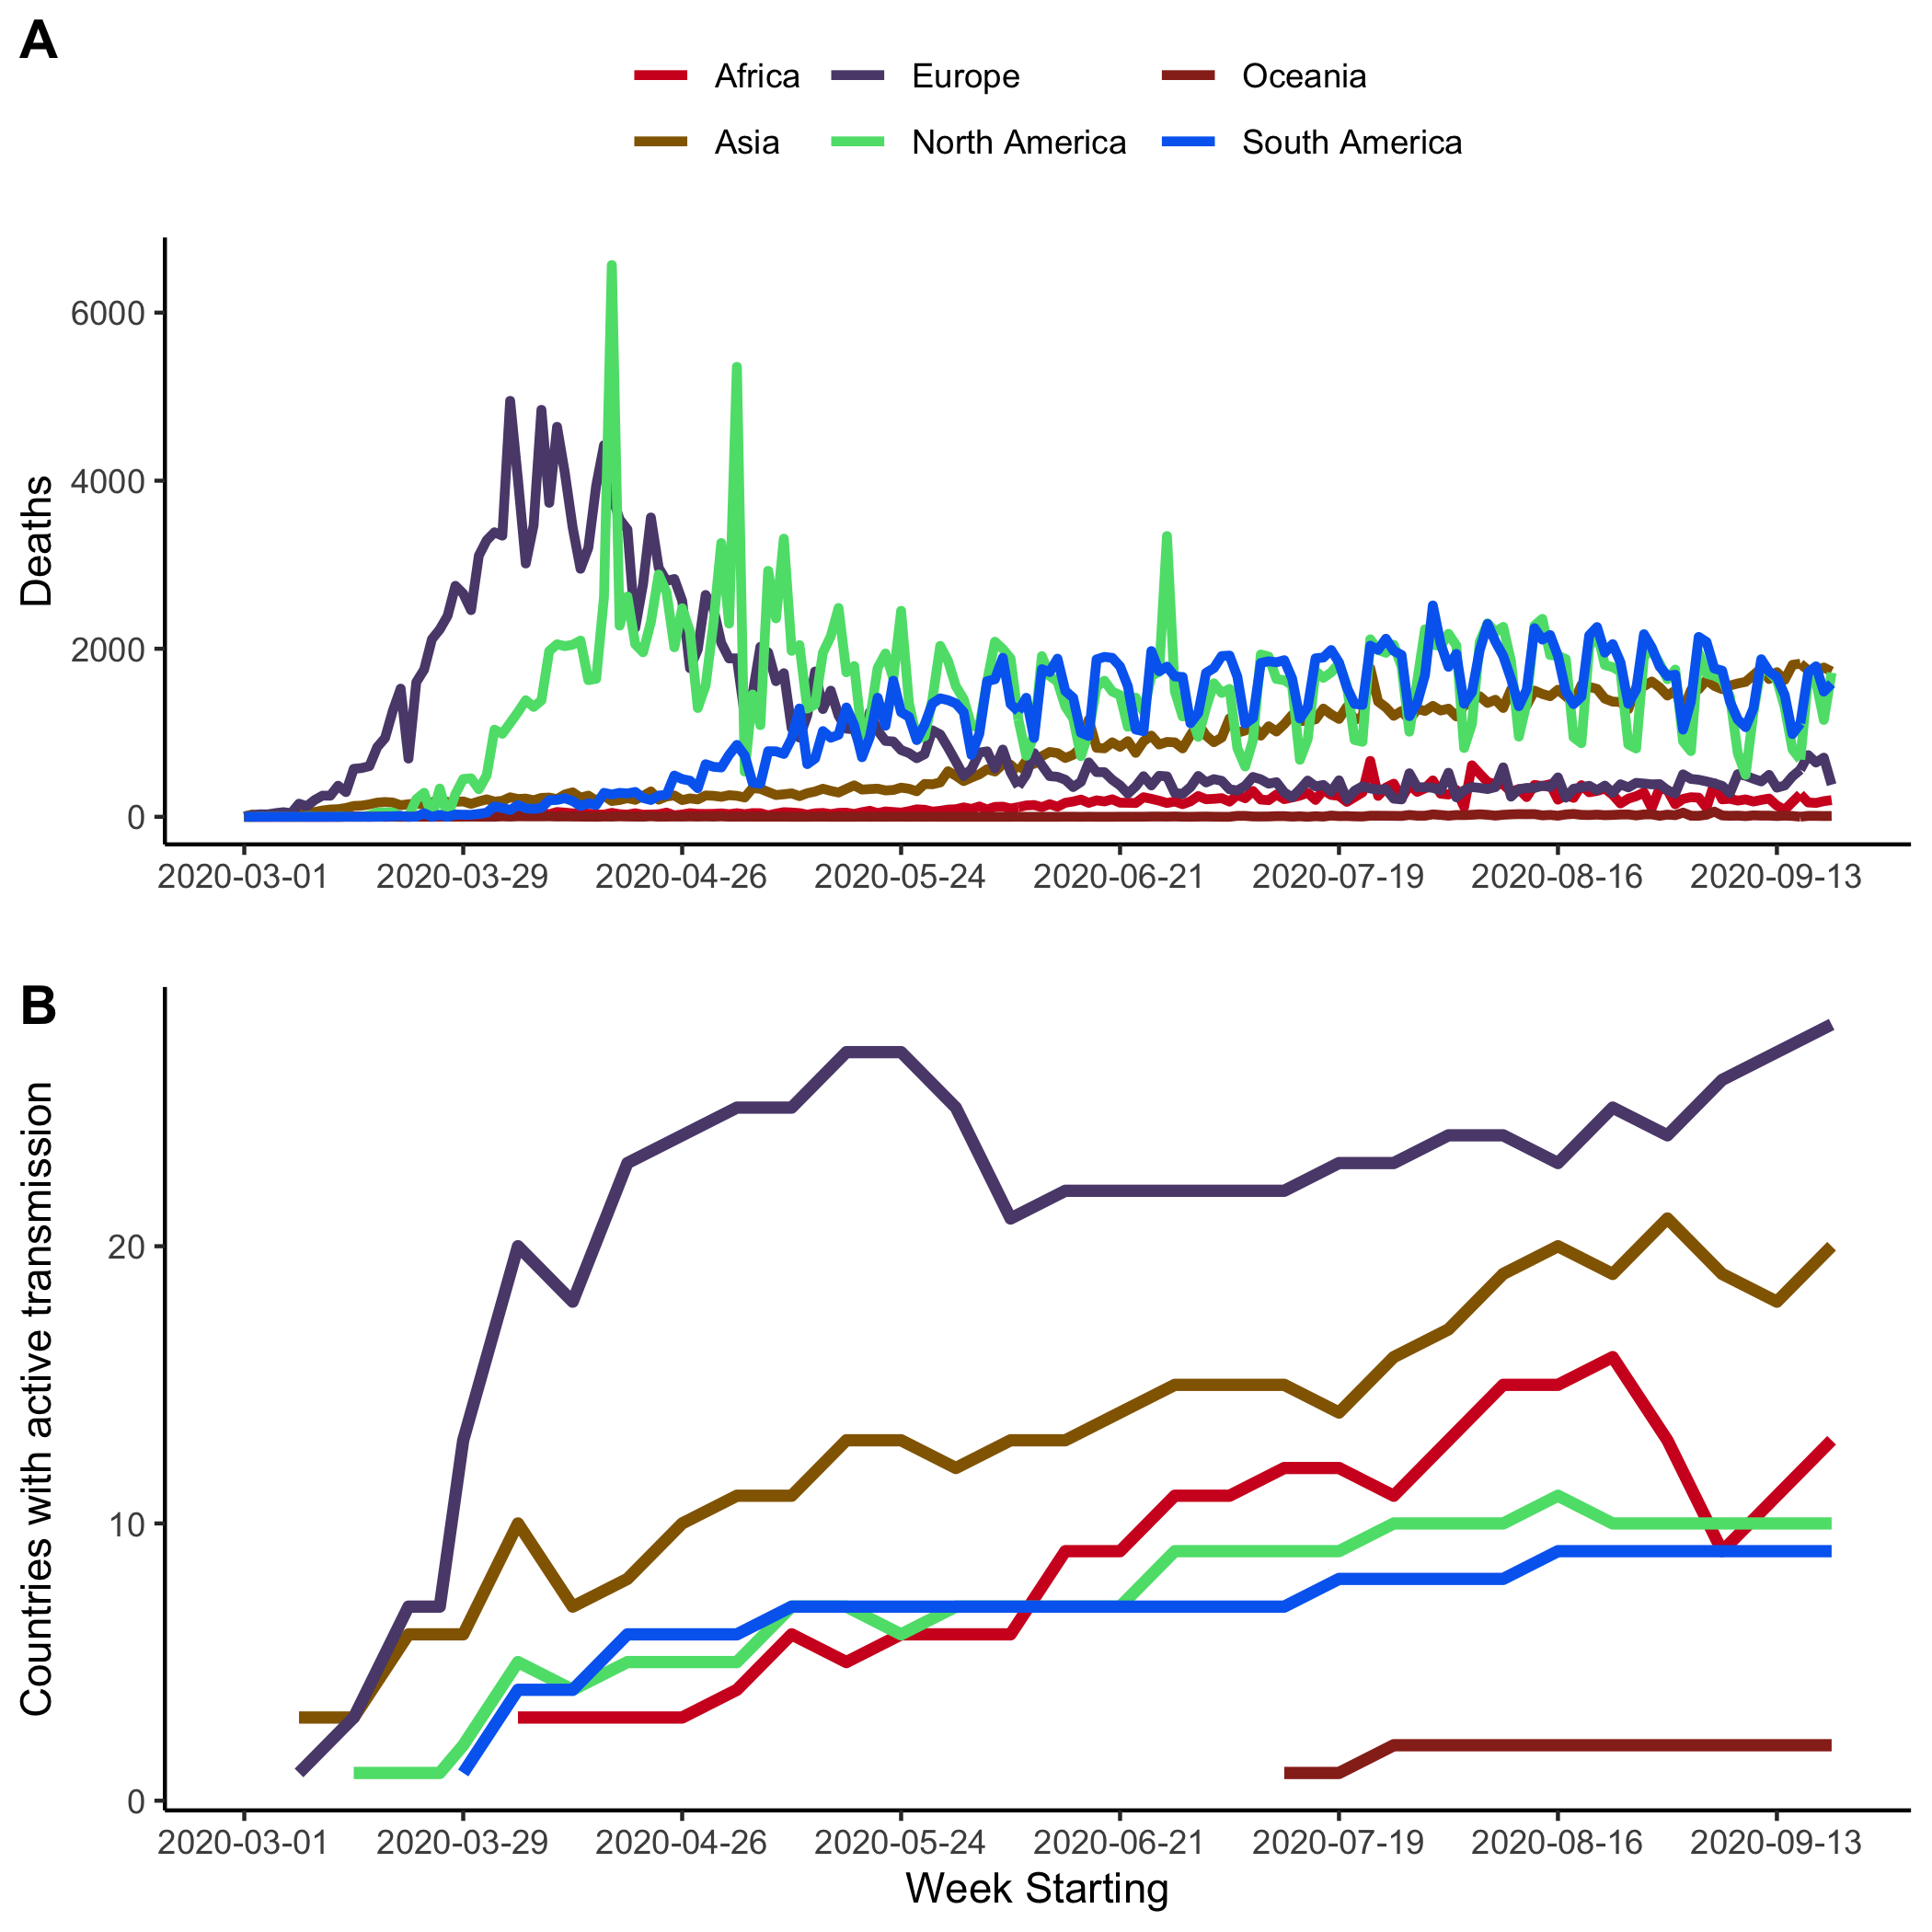 A
Africa Europe Oceania
Asia North America South America
Deaths
6000
4000
2000
0
2020-03-01 2020-03-29 2020-04-26 2020-05-24 2020-06-21 2020-07-19 2020-08-16 2020-09-13
B
Countries with active transmission
20
10
0
2020-03-01 2020-03-29 2020-04-26 2020-05-24 2020-06-21 2020-07-19 2020-08-16 2020-09-13
Week Starting